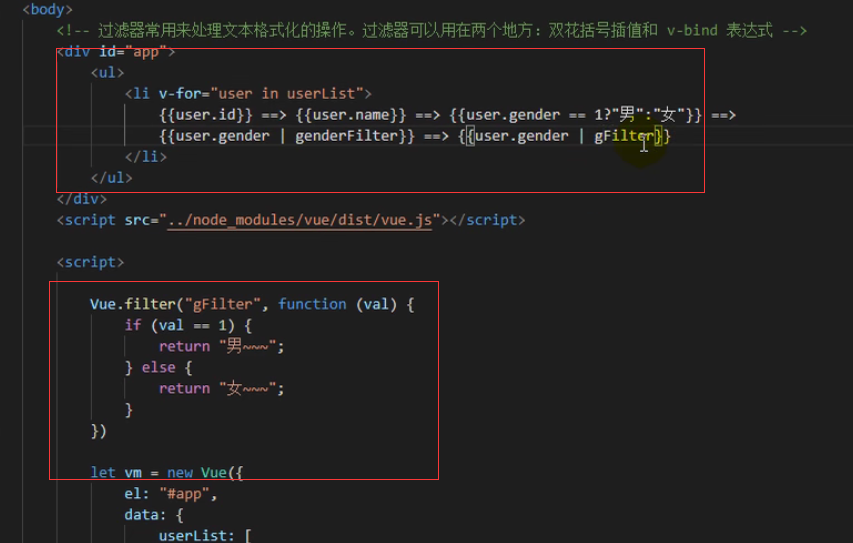 <body>
<!-- 过滤器常用来处理文本格式化的操作。过滤器可以用在两个地方：双花括号插值和 v-bind 表达式 -->
<div id="app">
<ul>
<li v-for="user in userList">
{{user.id}} ==> {{user.name}} ==> {{user.gender == 1?"男":"女"}} ==>
{{user.gender | genderFilter}} ==> {{user.gender | gFilter}}
</li>
</ul>
</div>
<script src="../node_modules/vue/dist/vue.js"></script>
<script>
Vue.filter("gFilter", function (val) {
if (val == 1) {
return "男~~~";
} else {
return "女~~~";
}
})
let vm = new Vue({
el: "#app",
data: {
userList: [